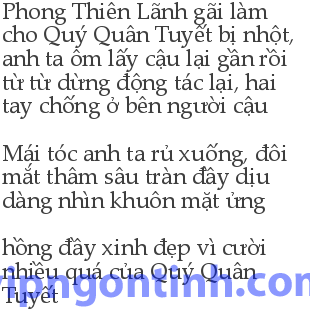 Phong Thiên Lãnh gãi làm
cho Quý Quân Tuyết bị nhột,
anh ta ôm lấy cậu lại gần rồi
từ từ dừng động tác lại, hai
tay chống ở bên người cậu
Mái tóc anh ta rủ xuống, đôi
mắt thâm sâu tràn đầy dịu
dàng nhìn khuôn mặt ửng
hồng đầy xinh đẹp vì cười
nhiều quá của Quý Quân
vipngontinh.com
Tuyết